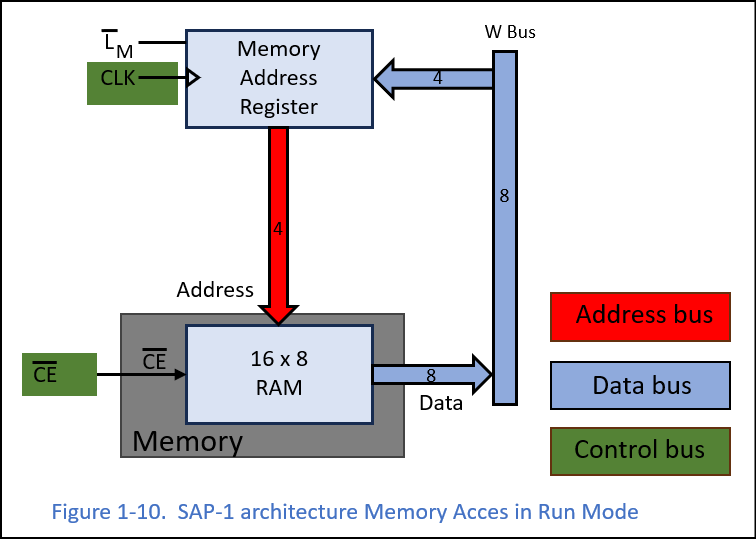 W Bus
L̅M
CLK
Memory
Address
Register
4
8
4
Address
16 x 8
RAM
C̅E̅
C̅E̅
8
Data
Memory
Address bus
Data bus
Control bus
Figure 1-10.  SAP-1 architecture Memory Acces in Run Mode